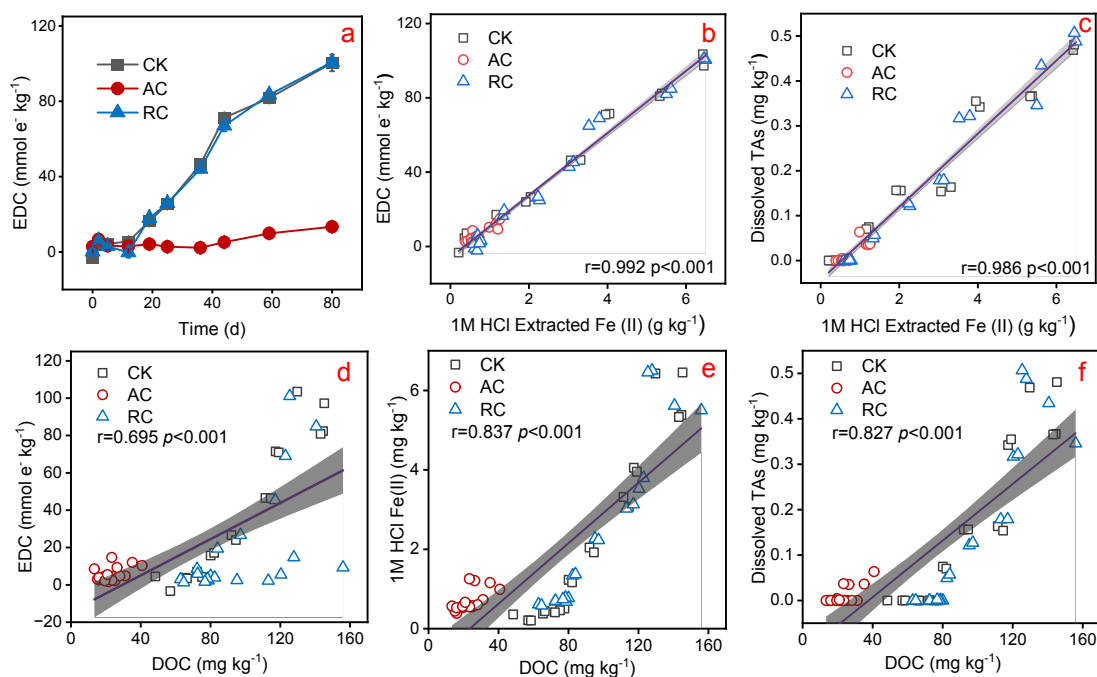 a
EDC (mmol e⁻ kg⁻¹)
120
80
40
0
CK
AC
RC
0 20 40 60 80
Time (d)
b
EDC (mmol e⁻ kg⁻¹)
120
80
40
0
CK
AC
RC
r=0.992 p<0.001
0 2 4 6
1M HCl Extracted Fe (II) (g kg⁻¹)
c
Dissolved TAs (mg kg⁻¹)
0.5
0.4
0.3
0.2
0.1
0.0
CK
AC
RC
r=0.986 p<0.001
0 2 4 6
1M HCl Extracted Fe (II) (g kg⁻¹)
d
EDC (mmol e⁻ kg⁻¹)
120
100
80
60
40
20
0
−20
CK
AC
RC
r=0.695 p<0.001
0 40 80 120 160
DOC (mg kg⁻¹)
e
1M HCl Fe(II) (mg kg⁻¹)
6
4
2
0
CK
AC
RC
r=0.837 p<0.001
0 40 80 120 160
DOC (mg kg⁻¹)
f
Dissolved TAs (mg kg⁻¹)
0.5
0.4
0.3
0.2
0.1
0.0
CK
AC
RC
r=0.827 p<0.001
0 40 80 120 160
DOC (mg kg⁻¹)